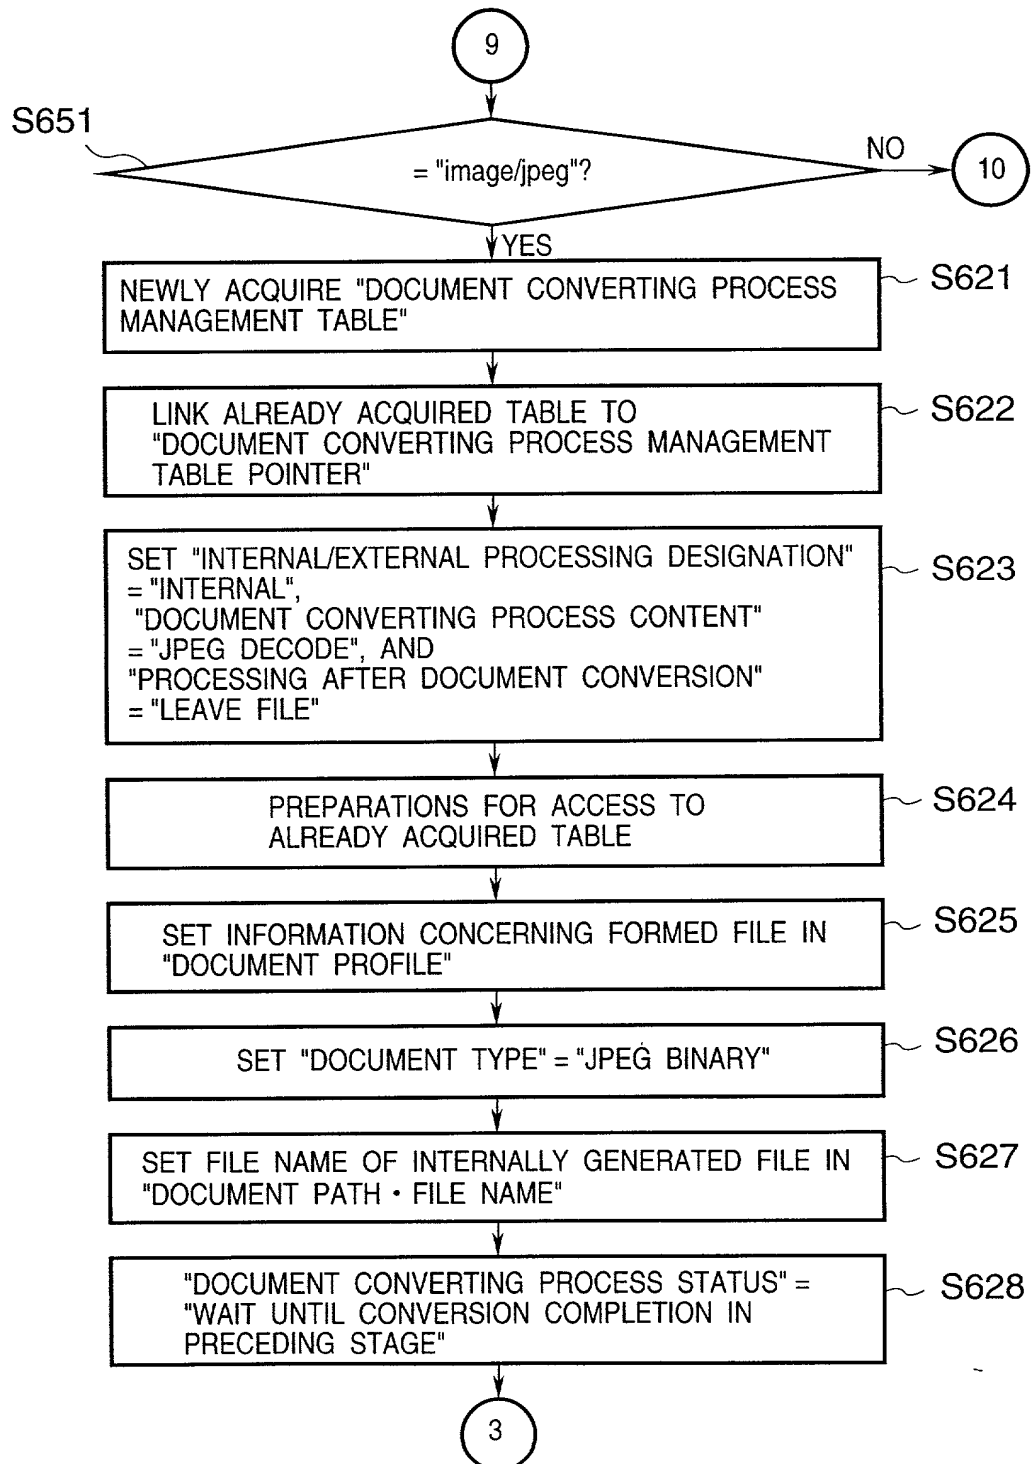 9
S651
= "image/jpeg"?
NO
10
YES
NEWLY ACQUIRE "DOCUMENT CONVERTING PROCESS
MANAGEMENT TABLE"
S621
LINK ALREADY ACQUIRED TABLE TO
"DOCUMENT CONVERTING PROCESS MANAGEMENT
TABLE POINTER"
S622
SET "INTERNAL/EXTERNAL PROCESSING DESIGNATION"
= "INTERNAL",
"DOCUMENT CONVERTING PROCESS CONTENT"
= "JPEG DECODE", AND
"PROCESSING AFTER DOCUMENT CONVERSION"
= "LEAVE FILE"
S623
PREPARATIONS FOR ACCESS TO
ALREADY ACQUIRED TABLE
S624
SET INFORMATION CONCERNING FORMED FILE IN
"DOCUMENT PROFILE"
S625
SET "DOCUMENT TYPE" = "JPEG BINARY"
S626
SET FILE NAME OF INTERNALLY GENERATED FILE IN
"DOCUMENT PATH・FILE NAME"
S627
"DOCUMENT CONVERTING PROCESS STATUS" =
"WAIT UNTIL CONVERSION COMPLETION IN
PRECEDING STAGE"
S628
3